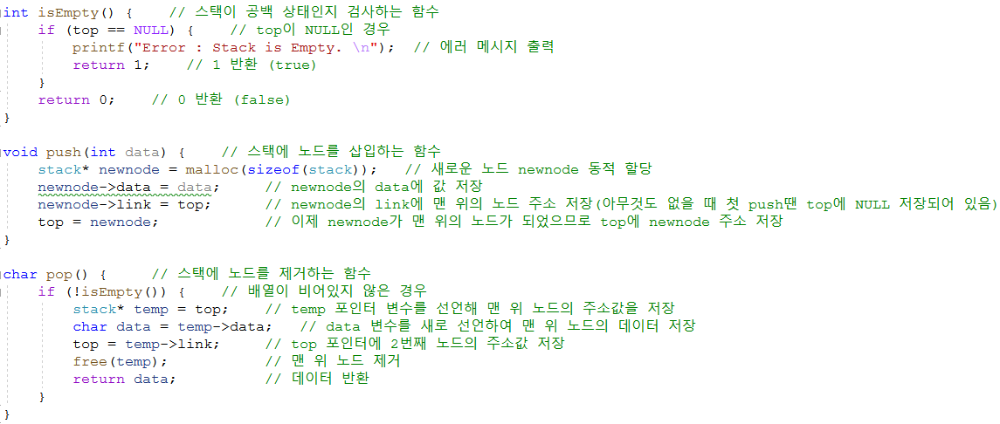 int isEmpty() {    // 스택이 공백 상태인지 검사하는 함수
    if (top == NULL) {    // top이 NULL인 경우
        printf("Error : Stack is Empty. \n");  // 에러 메시지 출력
        return 1;    // 1 반환 (true)
    }
    return 0;    // 0 반환 (false)
}

void push(int data) {    // 스택에 노드를 삽입하는 함수
    stack* newnode = malloc(sizeof(stack));   // 새로운 노드 newnode 동적 할당
    newnode->data = data;     // newnode의 data에 값 저장
    newnode->link = top;      // newnode의 link에 맨 위의 노드 주소 저장(아무것도 없을 때 첫 push땐 top에 NULL 저장되어 있음)
    top = newnode;            // 이제 newnode가 맨 위의 노드가 되었으므로 top에 newnode 주소 저장
}

char pop() {     // 스택에 노드를 제거하는 함수
    if (!isEmpty()) {    // 배열이 비어있지 않은 경우
        stack* temp = top;    // temp 포인터 변수를 선언해 맨 위 노드의 주소값을 저장
        char data = temp->data;   // data 변수를 새로 선언하여 맨 위 노드의 데이터 저장
        top = temp->link;     // top 포인터에 2번째 노드의 주소값 저장
        free(temp);           // 맨 위 노드 제거
        return data;          // 데이터 반환
    }
}